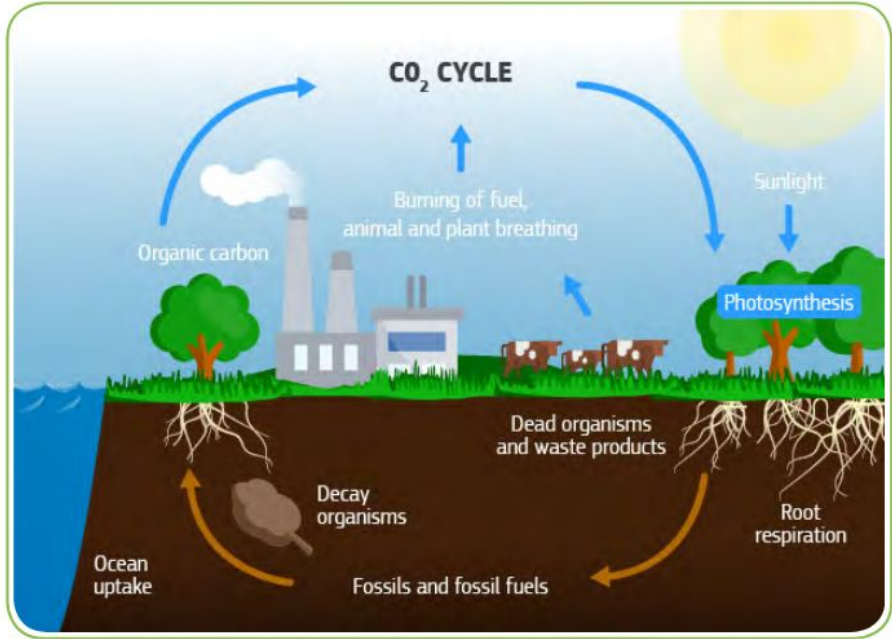 CO₂ CYCLE
Sunlight
Burning of fuel,
animal and plant breathing
Organic carbon
Photosynthesis
Dead organisms
and waste products
Decay
organisms
Root
respiration
Ocean
uptake
Fossils and fossil fuels